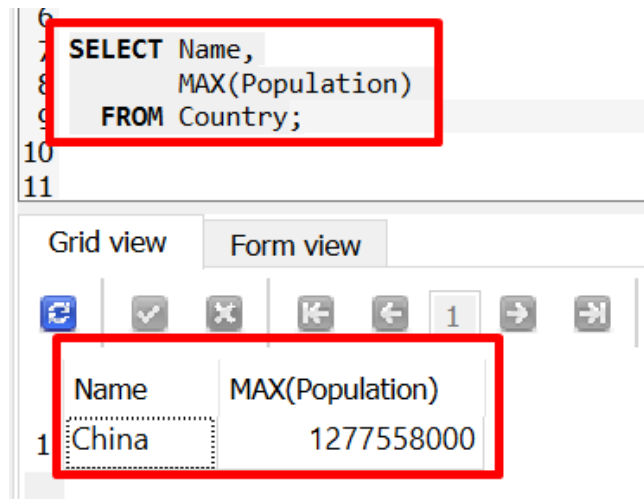 6
7 SELECT Name,
8 MAX(Population)
9 FROM Country;
10
11
Grid view Form view
1
Name MAX(Population)
1 China 1277558000